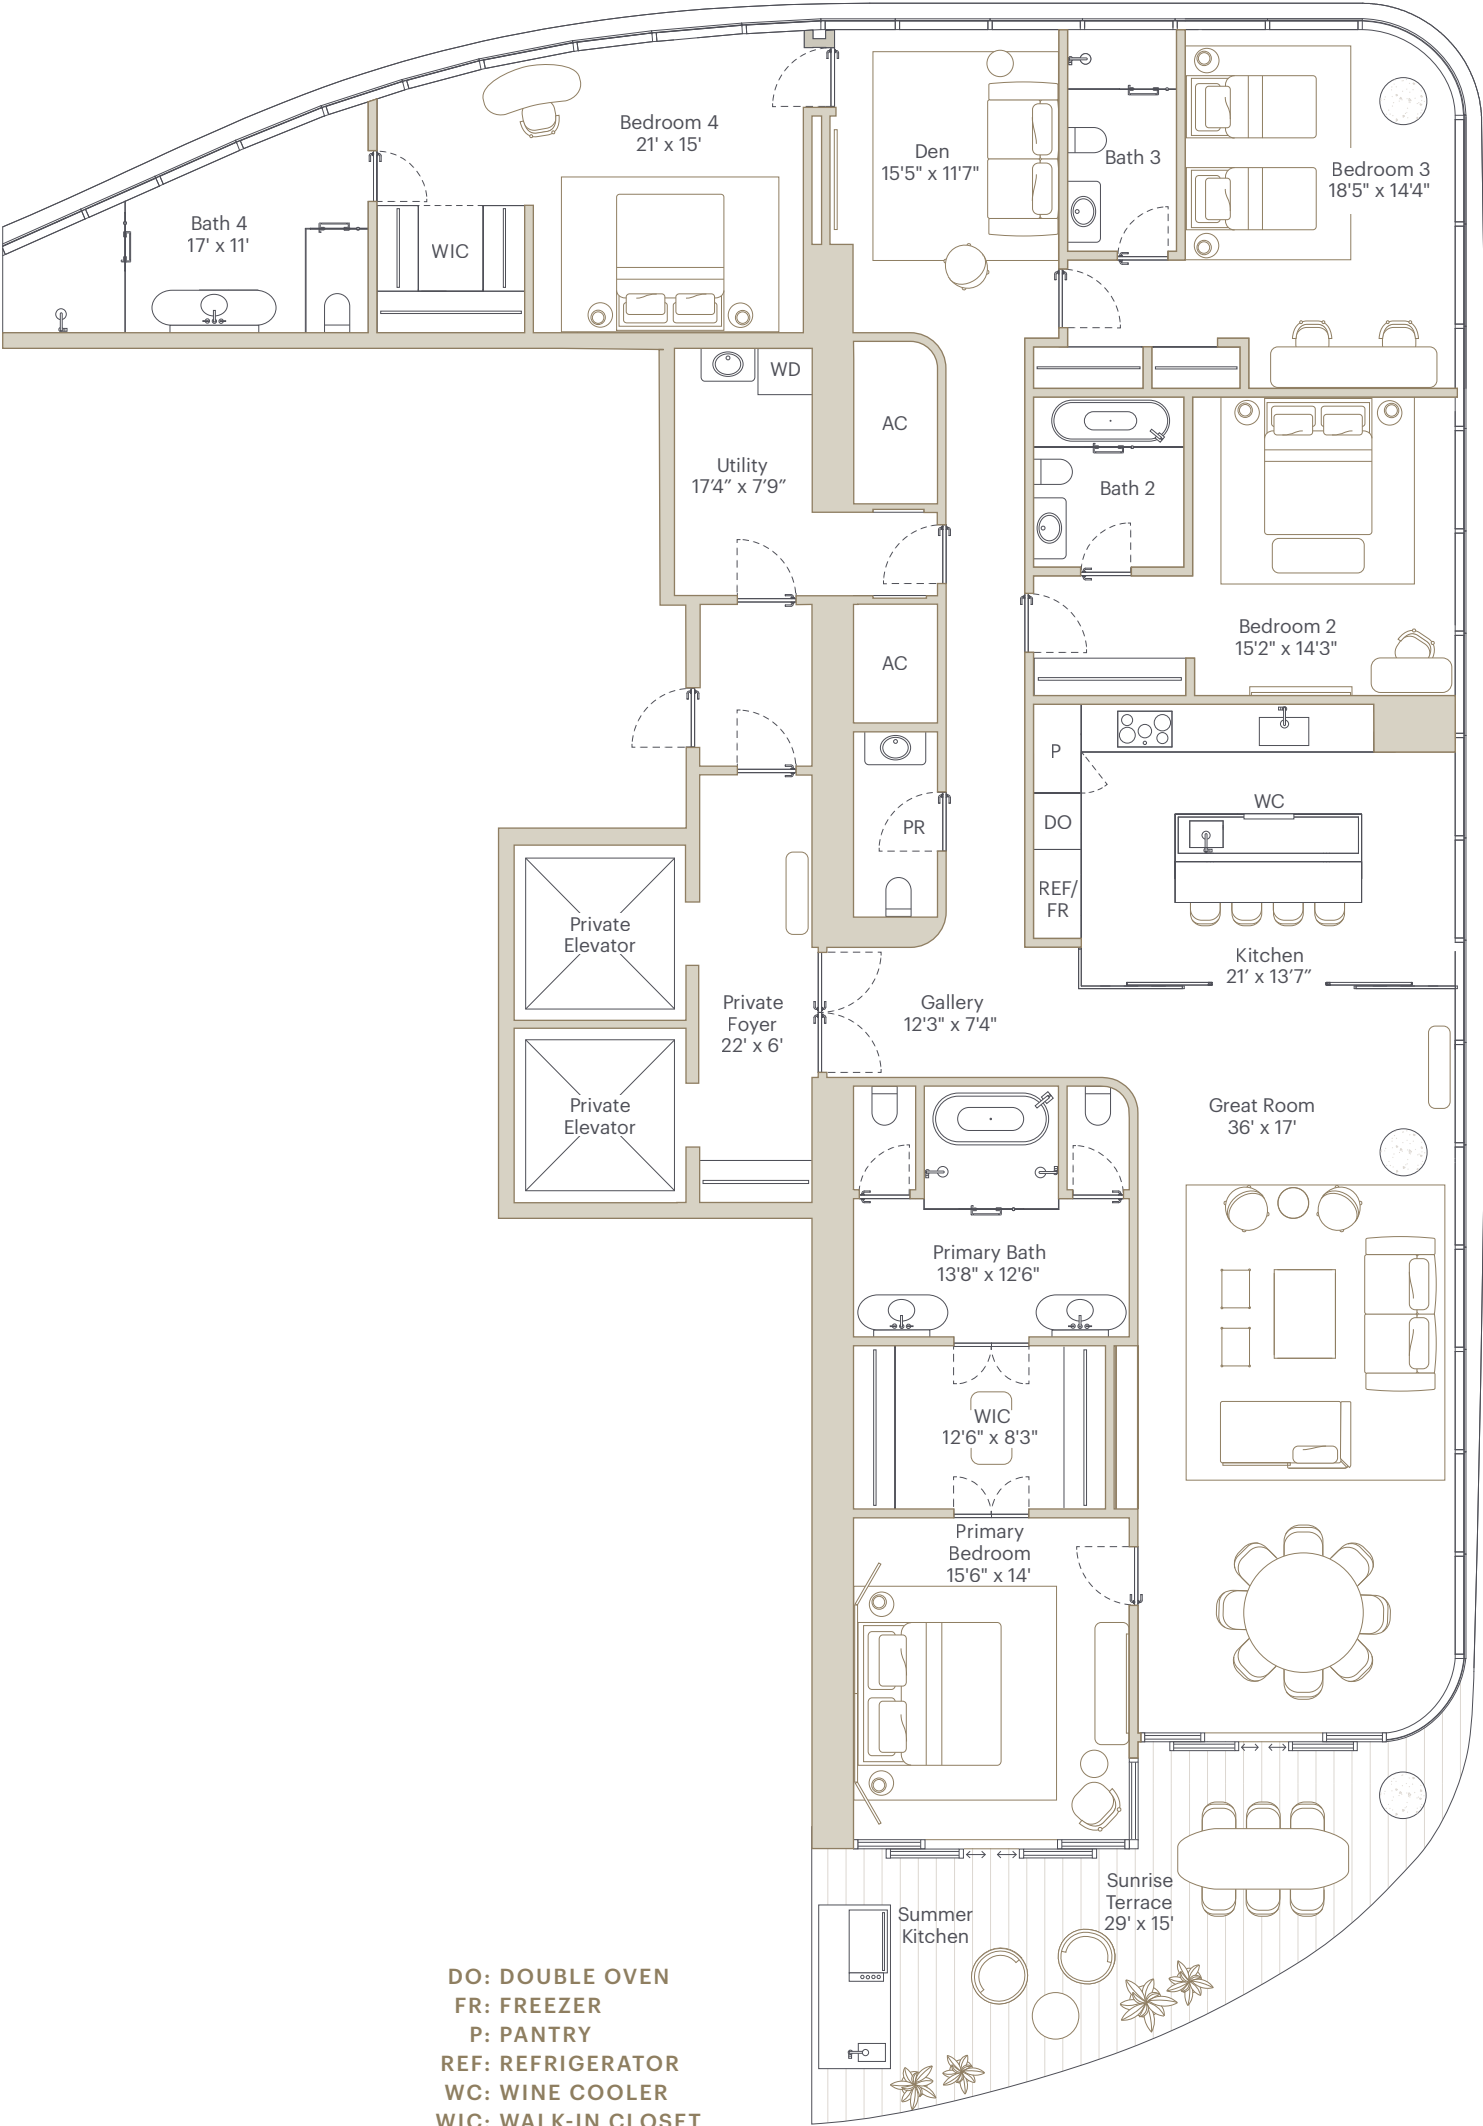 Bedroom 4
21' x 15'
Den
15'5" x 11'7"
Bath 3
Bedroom 3
18'5" x 14'4"
Bath 4
17' x 11'
WIC
WD
AC
Utility
17'4" x 7'9"
Bath 2
Bedroom 2
15'2" x 14'3"
AC
P
WC
DO
PR
REF/
FR
Private
Elevator
Kitchen
21' x 13'7"
Private
Foyer
22' x 6'
Gallery
12'3" x 7'4"
Private
Elevator
Great Room
36' x 17'
Primary Bath
13'8" x 12'6"
WIC
12'6" x 8'3"
Primary
Bedroom
15'6" x 14'
Sunrise
Terrace
29' x 15'
Summer
Kitchen
DO: DOUBLE OVEN
FR: FREEZER
P: PANTRY
REF: REFRIGERATOR
WC: WINE COOLER
WIC: WALK-IN CLOSET